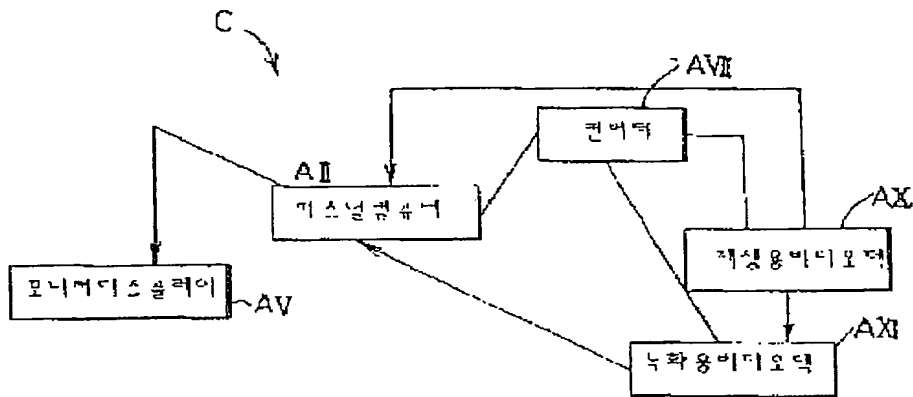 C
AVII
컨버터
AII
퍼스널컴퓨터
AX
재생용비디오덱
모니터디스플레이
AV
AXI
녹화용비디오덱